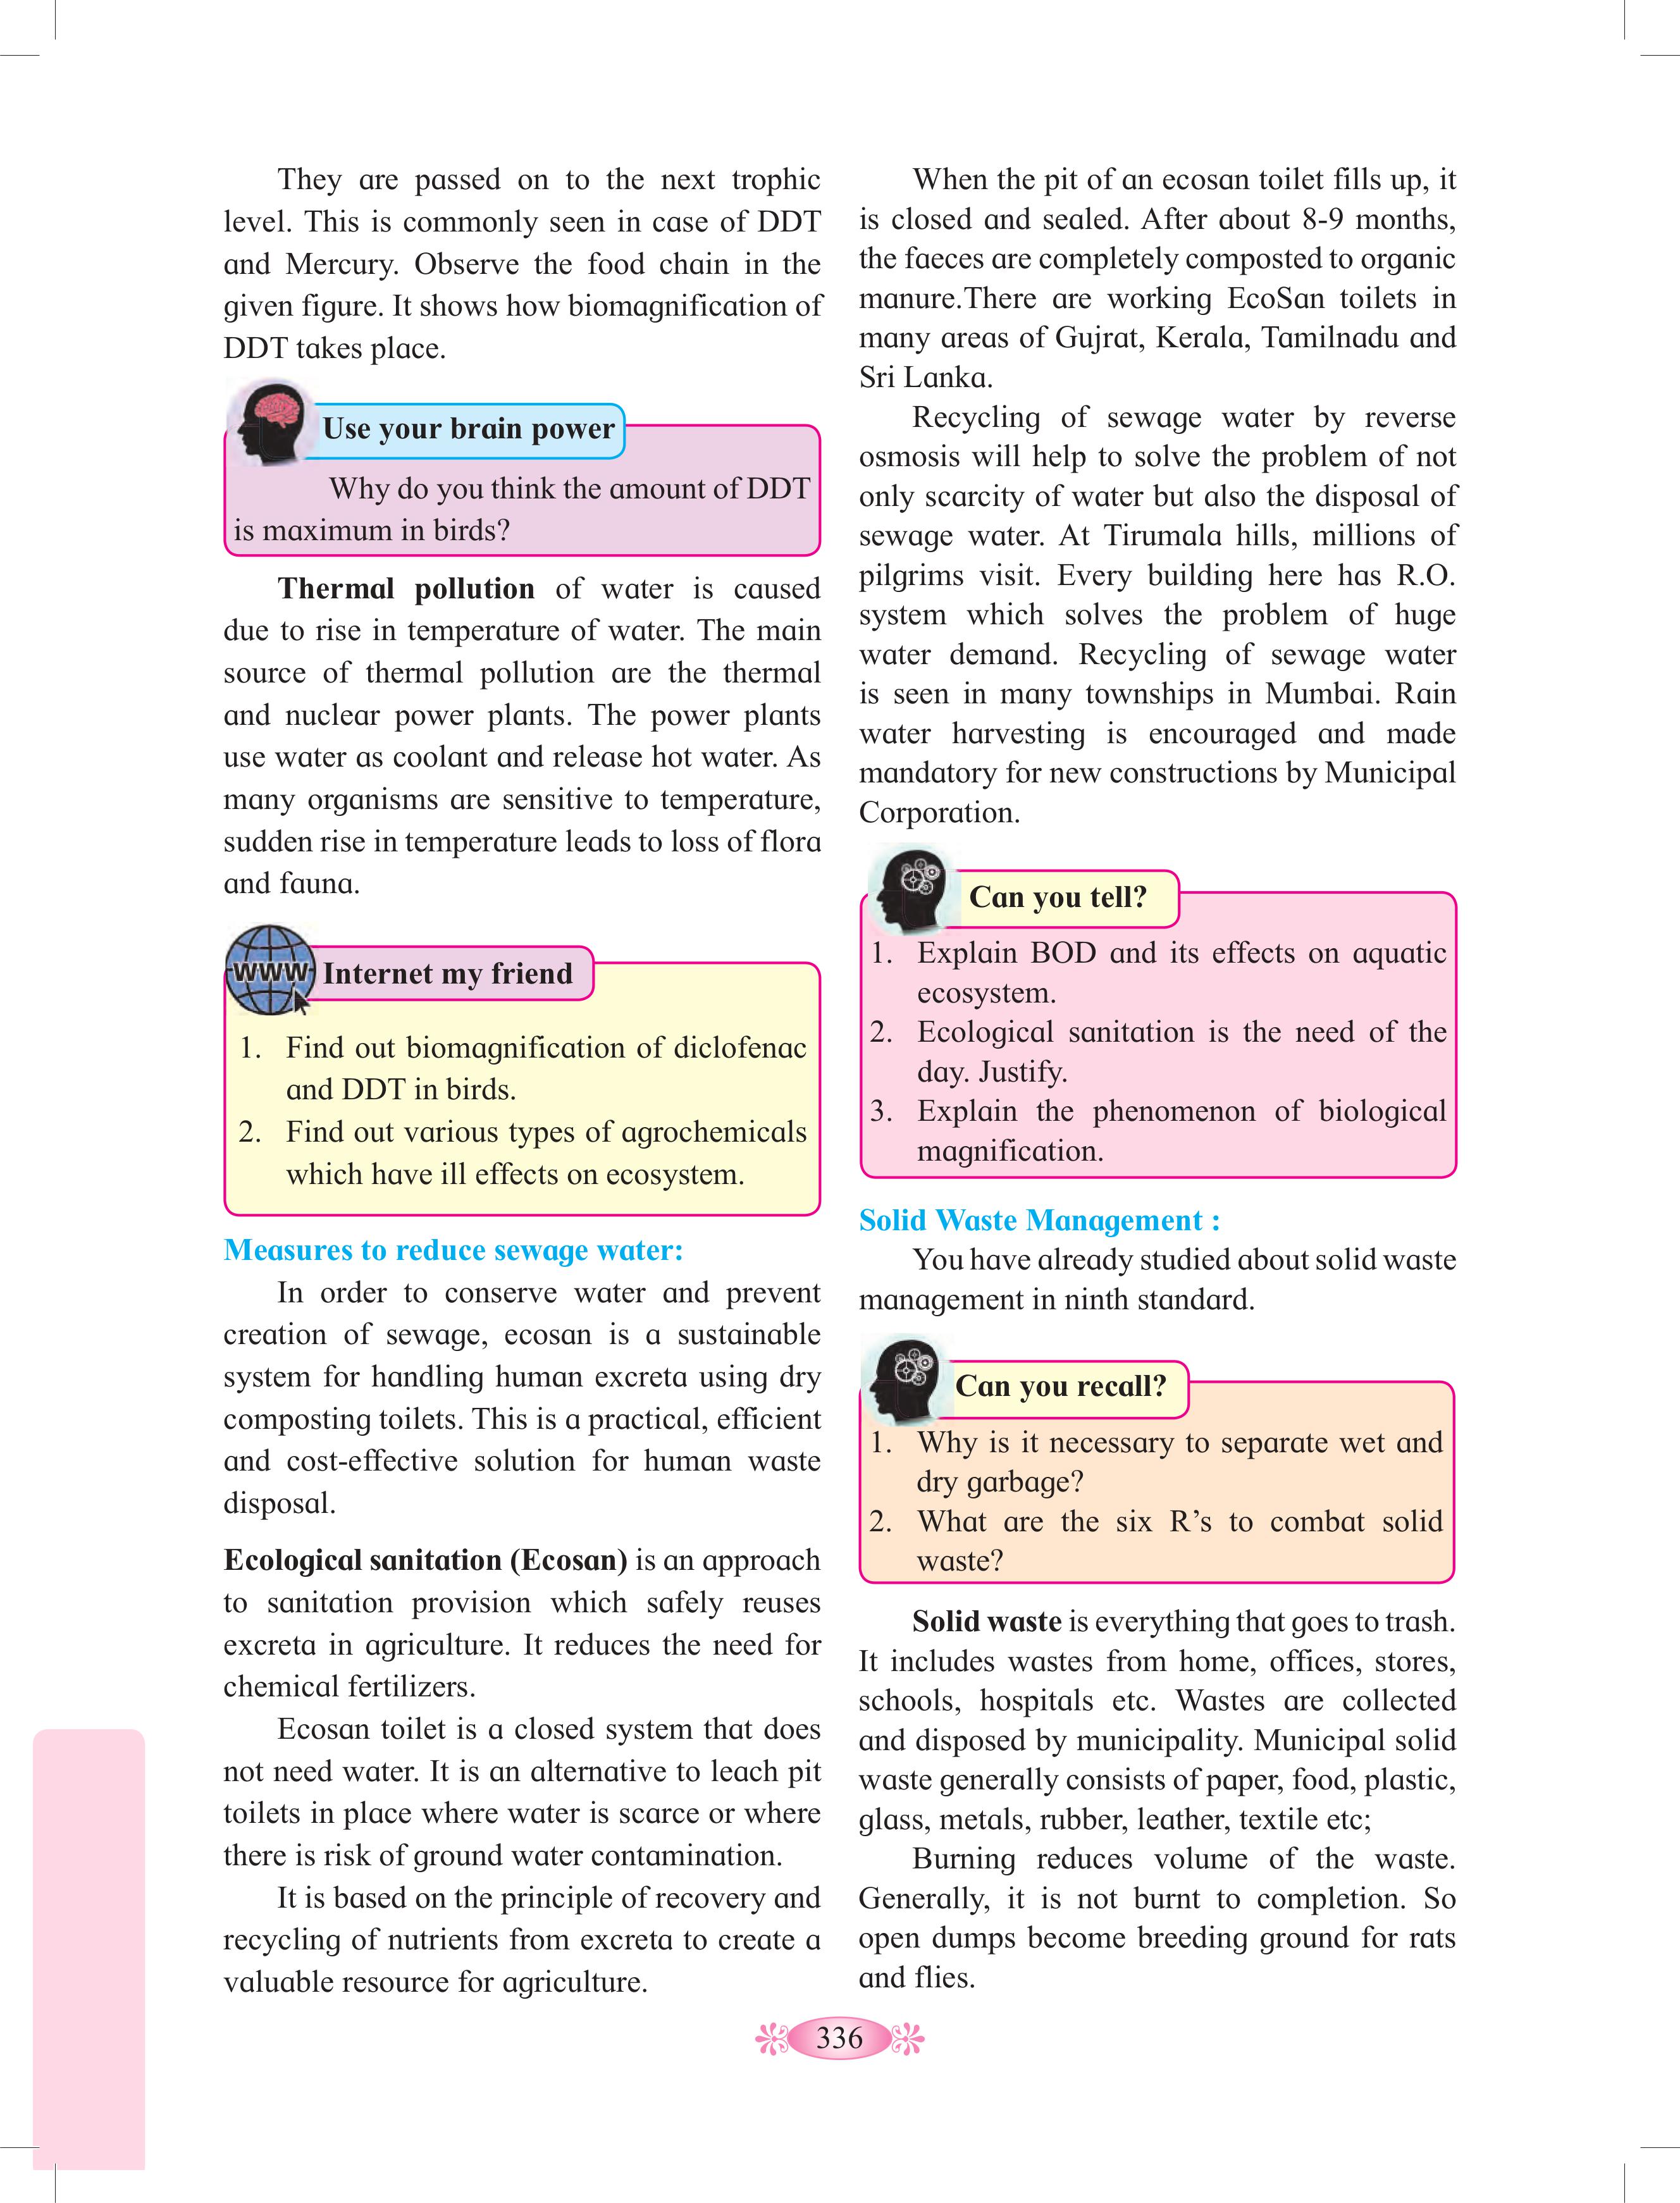 They are passed on to the next trophic
level. This is commonly seen in case of DDT
and Mercury. Observe the food chain in the
given figure. It shows how biomagnification of
DDT takes place.
Use your brain power
Why do you think the amount of DDT
is maximum in birds?
Thermal pollution of water is caused
due to rise in temperature of water. The main
source of thermal pollution are the thermal
and nuclear power plants. The power plants
use water as coolant and release hot water. As
many organisms are sensitive to temperature,
sudden rise in temperature leads to loss of flora
and fauna.
WWW
Internet my friend
1. Find out biomagnification of diclofenac
and DDT in birds.
2. Find out various types of agrochemicals
which have ill effects on ecosystem.
Measures to reduce sewage water:
In order to conserve water and prevent
creation of sewage, ecosan is a sustainable
system for handling human excreta using dry
composting toilets. This is a practical, efficient
and cost-effective solution for human waste
disposal.
Ecological sanitation (Ecosan) is an approach
to sanitation provision which safely reuses
excreta in agriculture. It reduces the need for
chemical fertilizers.
Ecosan toilet is a closed system that does
not need water. It is an alternative to leach pit
toilets in place where water is scarce or where
there is risk of ground water contamination.
It is based on the principle of recovery and
recycling of nutrients from excreta to create a
valuable resource for agriculture.
When the pit of an ecosan toilet fills up, it
is closed and sealed. After about 8-9 months,
the faeces are completely composted to organic
manure.There are working EcoSan toilets in
many areas of Gujrat, Kerala, Tamilnadu and
Sri Lanka.
Recycling of sewage water by reverse
osmosis will help to solve the problem of not
only scarcity of water but also the disposal of
sewage water. At Tirumala hills, millions of
pilgrims visit. Every building here has R.O.
system which solves the problem of huge
water demand. Recycling of sewage water
is seen in many townships in Mumbai. Rain
water harvesting is encouraged and made
mandatory for new constructions by Municipal
Corporation.
Can you tell?
1. Explain BOD and its effects on aquatic
ecosystem.
2. Ecological sanitation is the need of the
day. Justify.
3. Explain the phenomenon of biological
magnification.
Solid Waste Management :
You have already studied about solid waste
management in ninth standard.
Can you recall?
1. Why is it necessary to separate wet and
dry garbage?
2. What are the six R’s to combat solid
waste?
Solid waste is everything that goes to trash.
It includes wastes from home, offices, stores,
schools, hospitals etc. Wastes are collected
and disposed by municipality. Municipal solid
waste generally consists of paper, food, plastic,
glass, metals, rubber, leather, textile etc;
Burning reduces volume of the waste.
Generally, it is not burnt to completion. So
open dumps become breeding ground for rats
and flies.
336